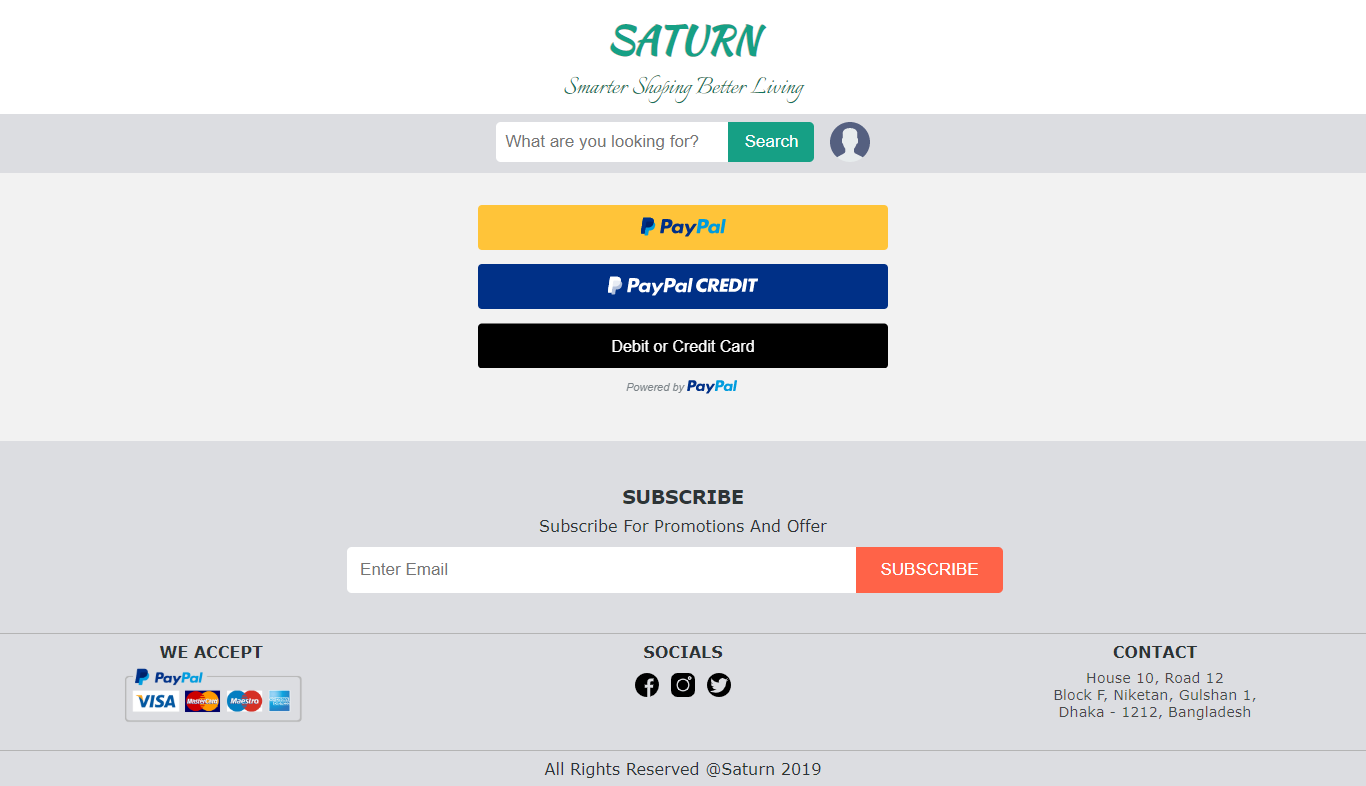 SATURN
Smarter Shoping Better Living
What are you looking for? Search
PayPal
PayPal CREDIT
Debit or Credit Card
Powered by PayPal
SUBSCRIBE
Subscribe For Promotions And Offer
Enter Email SUBSCRIBE
WE ACCEPT
PayPal
VISA MasterCard Maestro AMERICAN EXPRESS
SOCIALS
CONTACT
House 10, Road 12
Block F, Niketan, Gulshan 1,
Dhaka - 1212, Bangladesh
All Rights Reserved @Saturn 2019